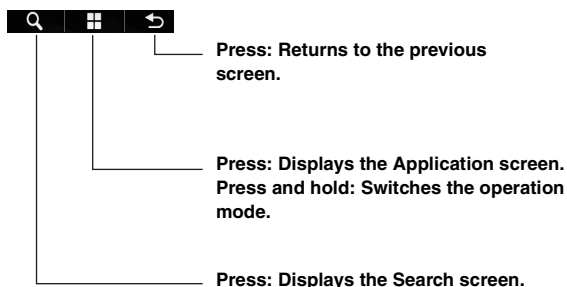 Press: Returns to the previous
screen.
Press: Displays the Application screen.
Press and hold: Switches the operation
mode.
Press: Displays the Search screen.